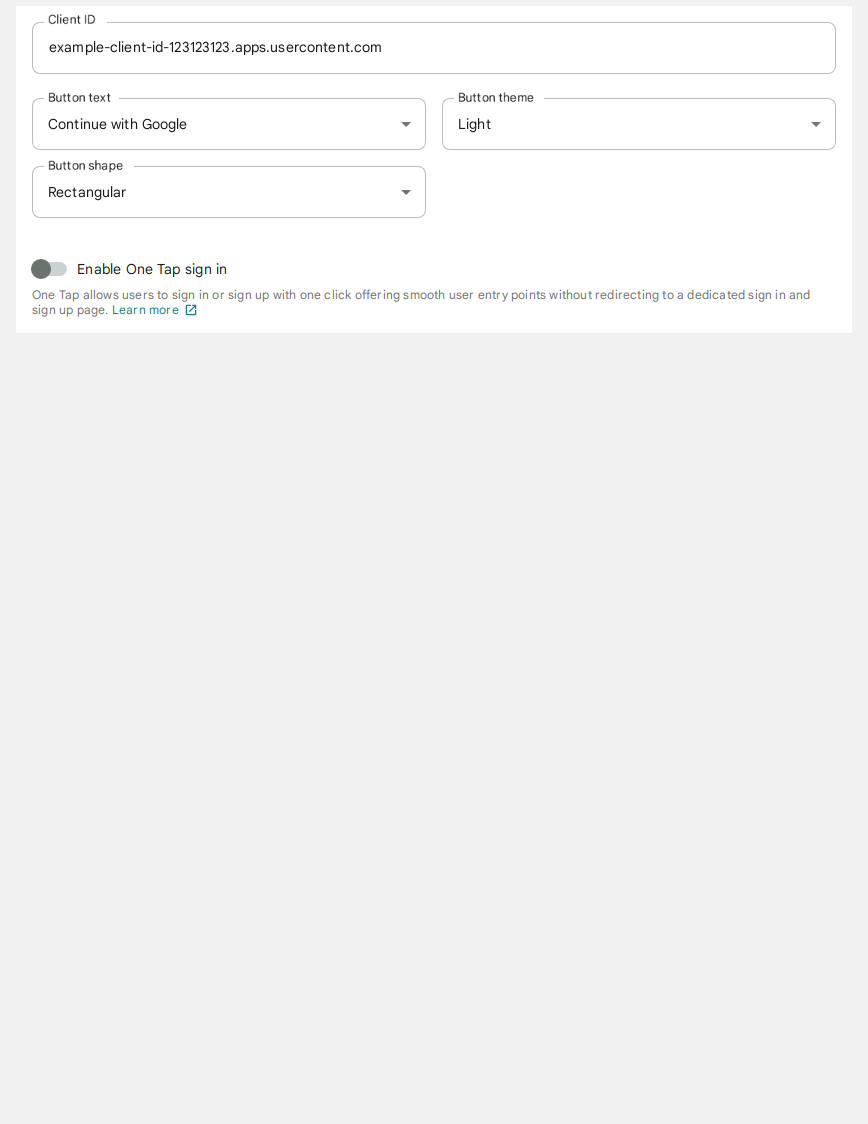 Client ID
example-client-id-123123123.apps.usercontent.com
Button text
Continue with Google
Button theme
Light
Button shape
Rectangular
Enable One Tap sign in
One Tap allows users to sign in or sign up with one click offering smooth user entry points without redirecting to a dedicated sign in and
sign up page. Learn more